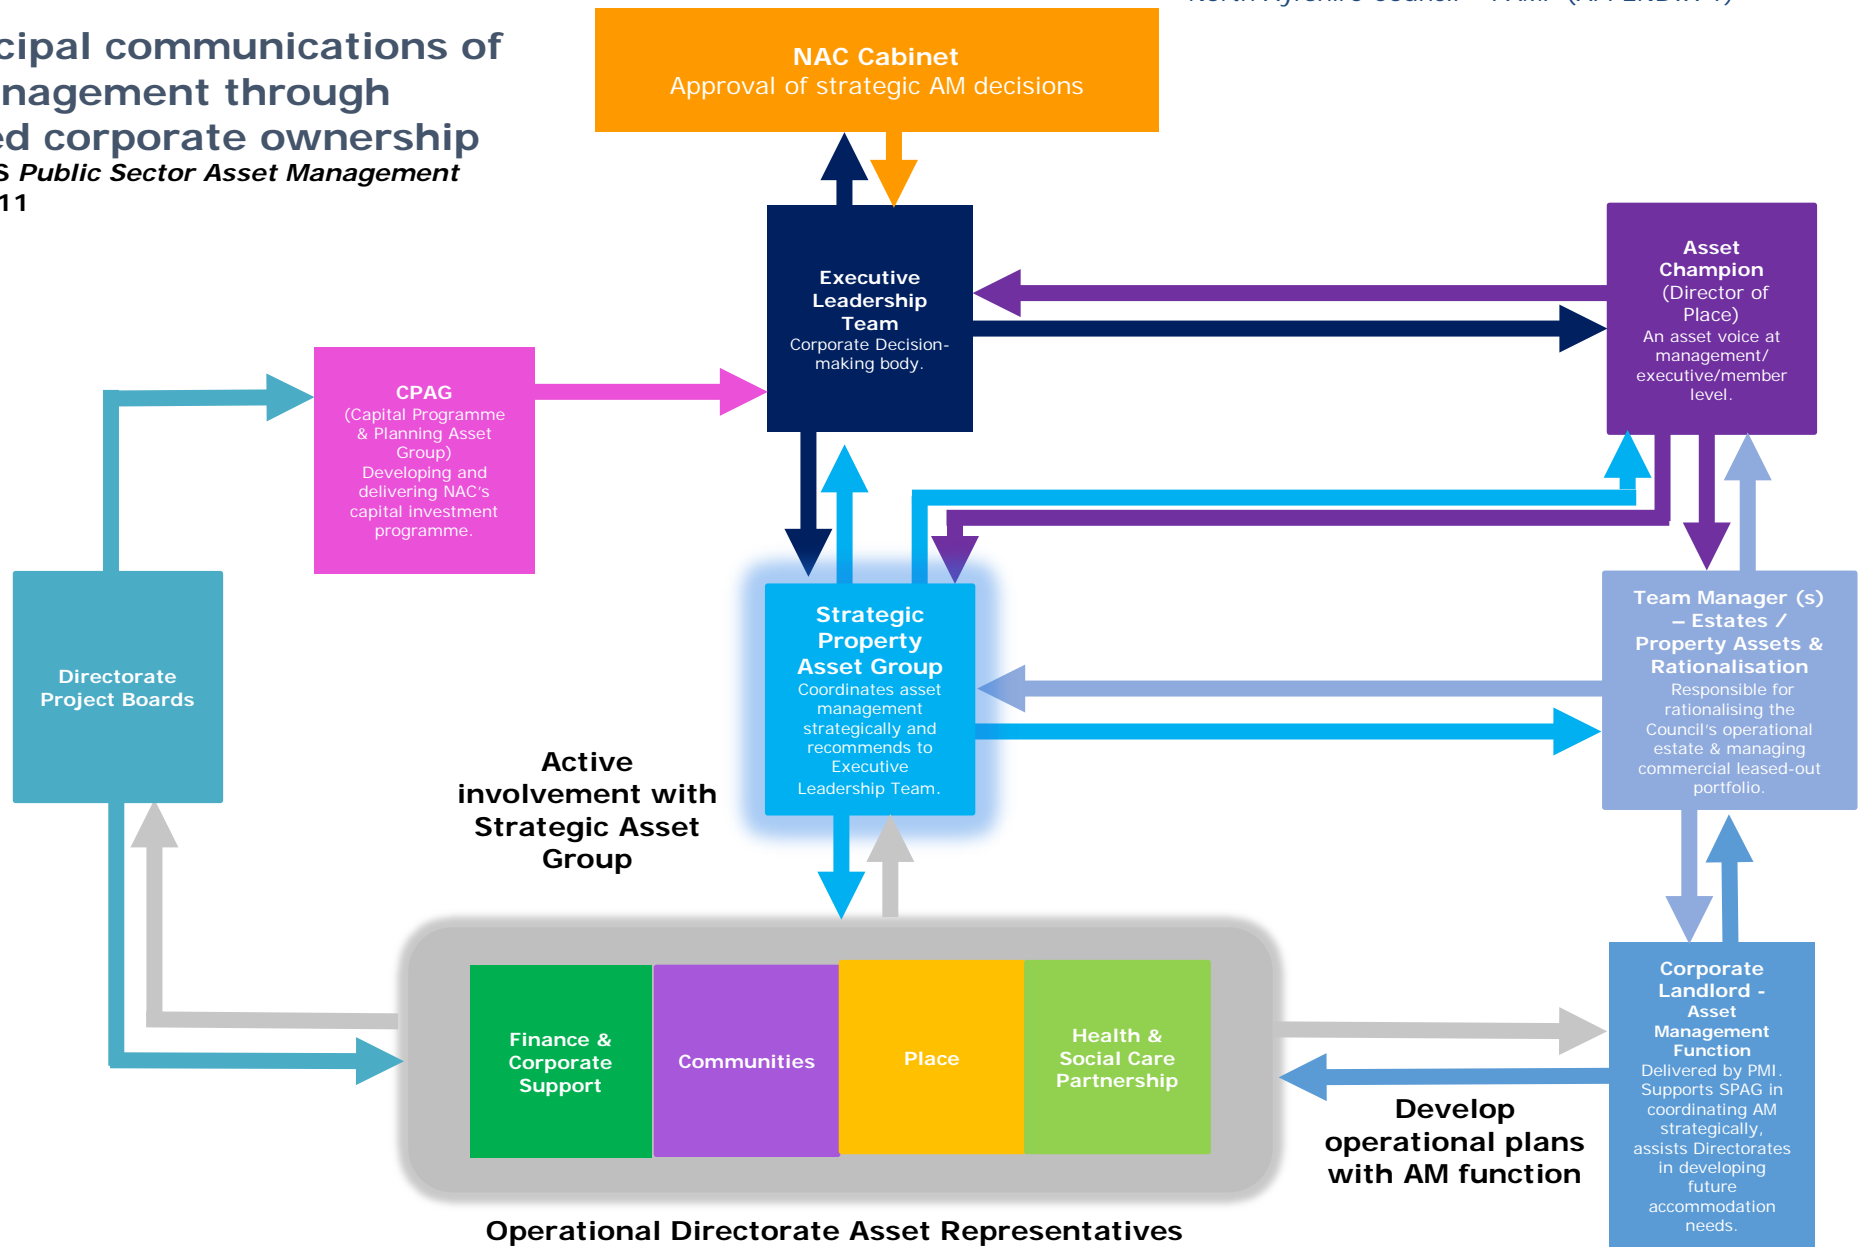 cipal communications of
nagement through
ed corporate ownership
S Public Sector Asset Management
11
NAC Cabinet
Approval of strategic AM decisions
Executive
Leadership
Team
Corporate Decision-
making body.
Asset
Champion
(Director of
Place)
An asset voice at
management/
executive/member
level.
CPAG
(Capital Programme
& Planning Asset
Group)
Developing and
delivering NAC's
capital investment
programme.
Directorate
Project Boards
Strategic
Property
Asset Group
Coordinates asset
management
strategically and
recommends to
Executive
Leadership Team.
Team Manager (s)
– Estates /
Property Assets &
Rationalisation
Responsible for
rationalising the
Council's operational
estate & managing
commercial leased-out
portfolio.
Active
involvement with
Strategic Asset
Group
Finance &
Corporate
Support
Communities
Place
Health &
Social Care
Partnership
Develop
operational plans
with AM function
Corporate
Landlord -
Asset
Management
Function
Delivered by PMI.
Supports SPAG in
coordinating AM
strategically,
assists Directorates
in developing
future
accommodation
needs.
Operational Directorate Asset Representatives